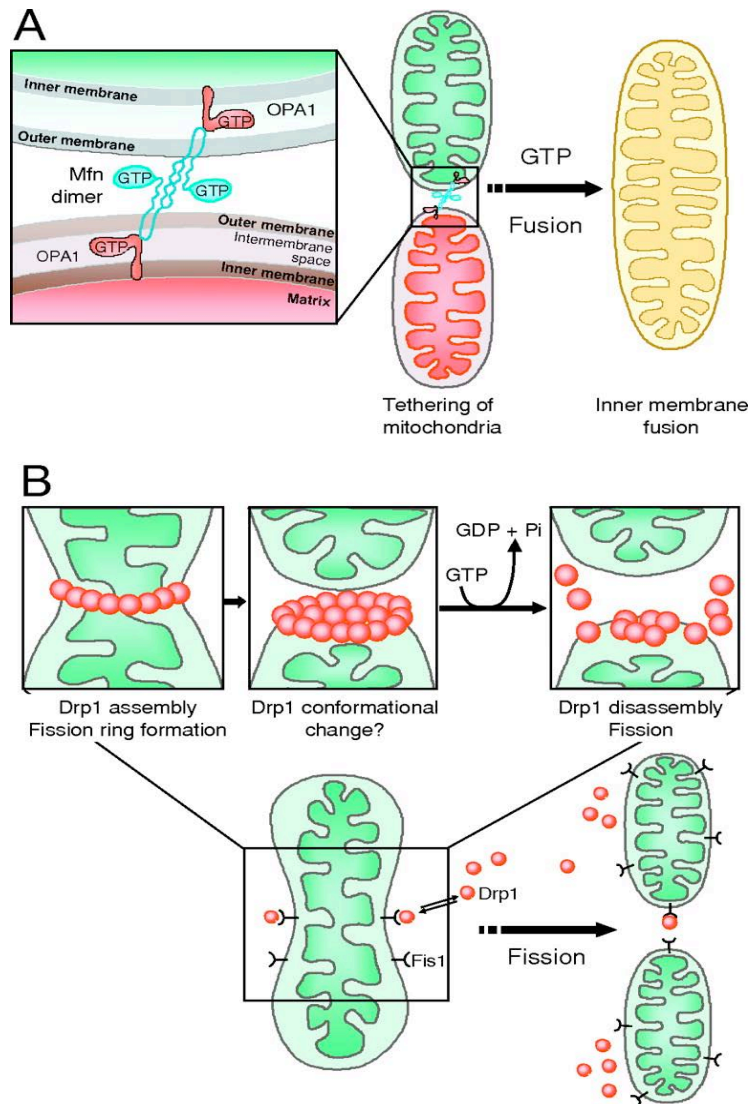 A
Inner membrane
OPA1
GTP
Outer membrane
Mfn
dimer
GTP
GTP
Outer membrane
Intermembrane
space
OPA1
GTP
Inner membrane
Matrix
GTP
Fusion
Tethering of
mitochondria
Inner membrane
fusion
B
GDP + Pi
GTP
Drp1 assembly
Fission ring formation
Drp1 conformational
change?
Drp1 disassembly
Fission
Drp1
Fis1
Fission